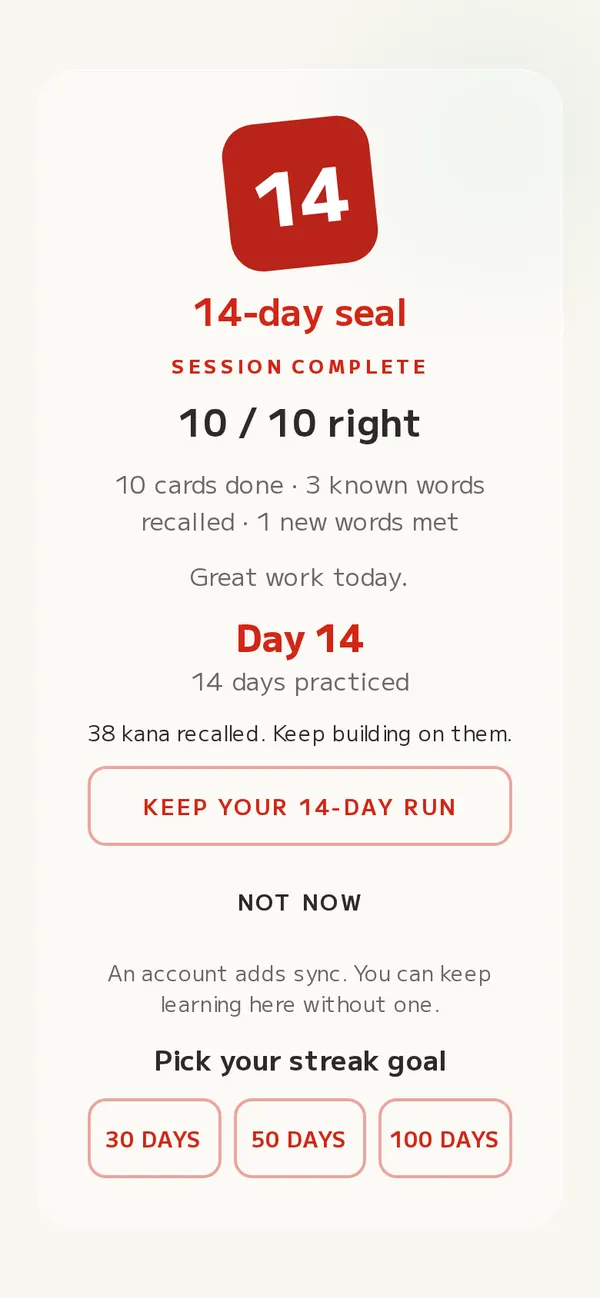 14
14-day seal
SESSION COMPLETE
10 / 10 right
10 cards done · 3 known words
recalled · 1 new words met
Great work today.
Day 14
14 days practiced
38 kana recalled. Keep building on them.
KEEP YOUR 14-DAY RUN
NOT NOW
An account adds sync. You can keep
learning here without one.
Pick your streak goal
30 DAYS 50 DAYS 100 DAYS